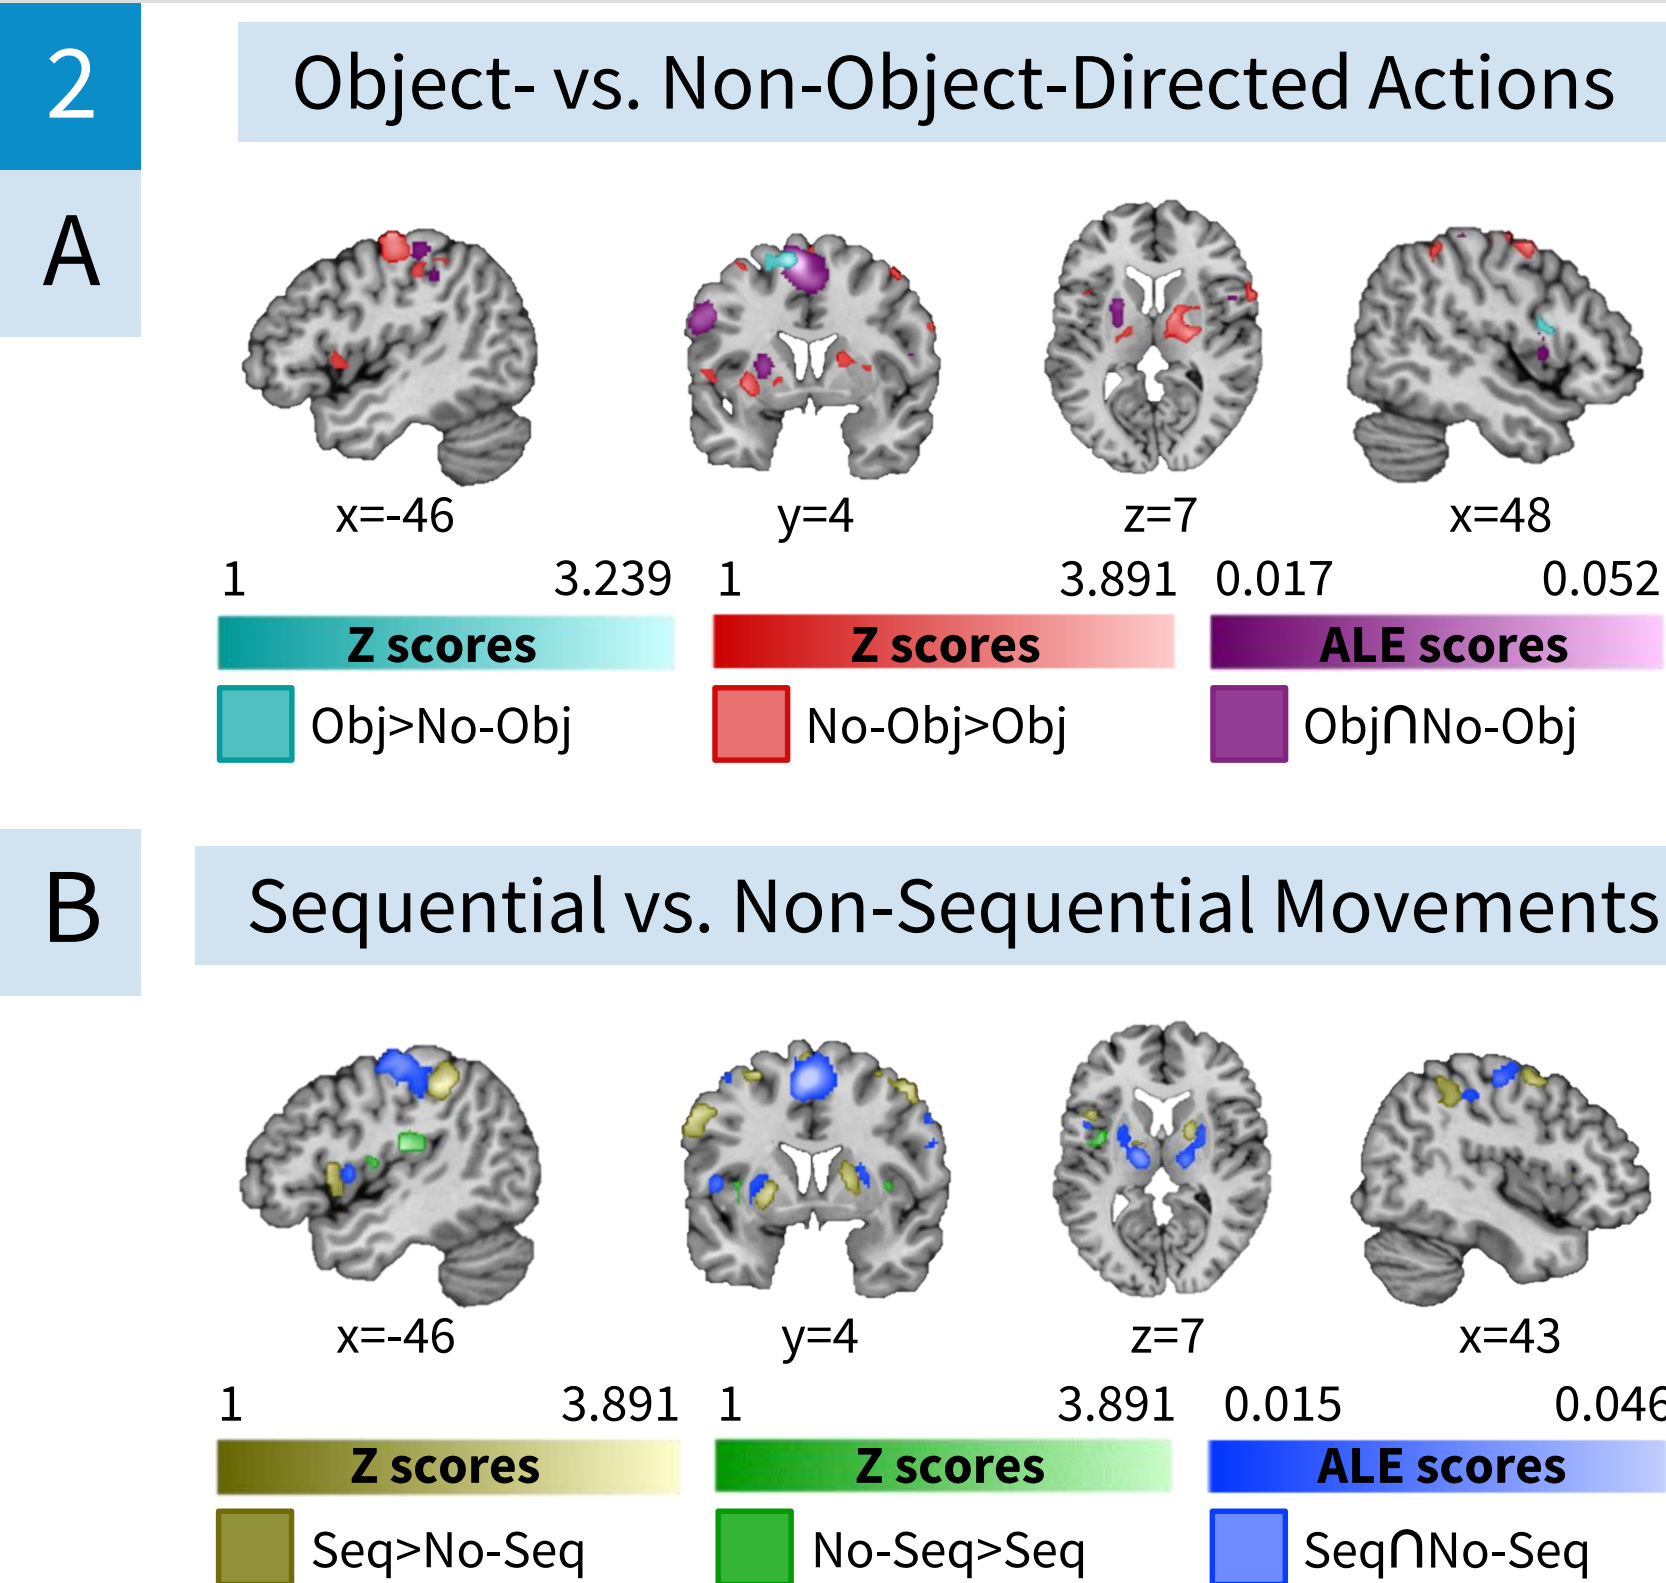 2
Object- vs. Non-Object-Directed Actions
A
x=-46 y=4 z=7 x=48
1 3.239 1 3.891 0.017 0.052
Z scores Z scores ALE scores
Obj>No-Obj No-Obj>Obj Obj∩No-Obj
B
Sequential vs. Non-Sequential Movements
x=-46 y=4 z=7 x=43
1 3.891 1 3.891 0.015 0.046
Z scores Z scores ALE scores
Seq>No-Seq No-Seq>Seq Seq∩No-Seq